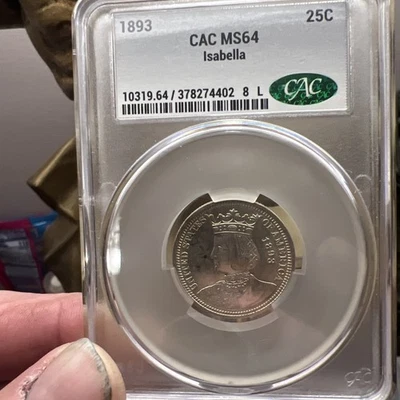 1893 25C
CAC MS64
Isabella
10319.64 / 378274402 8 L
CAC
UNITED STATES OF AMERICA
1893